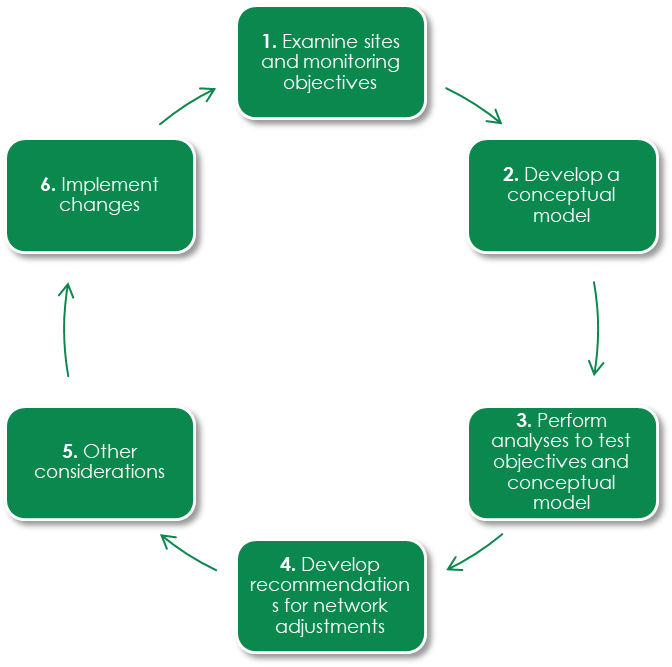 1. Examine sites
and monitoring
objectives
2. Develop a
conceptual
model
3. Perform
analyses to test
objectives and
conceptual
model
4. Develop
recommendation
s for network
adjustments
5. Other
considerations
6. Implement
changes